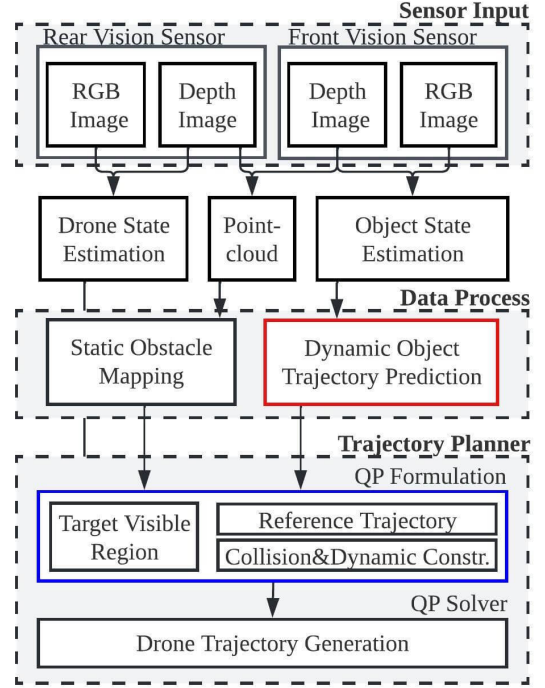 Sensor Input
Rear Vision Sensor
Front Vision Sensor
RGB
Image
Depth
Image
Depth
Image
RGB
Image
Drone State
Estimation
Point-
cloud
Object State
Estimation
Data Process
Static Obstacle
Mapping
Dynamic Object
Trajectory Prediction
Trajectory Planner
QP Formulation
Target Visible
Region
Reference Trajectory
Collision&Dynamic Constr.
QP Solver
Drone Trajectory Generation